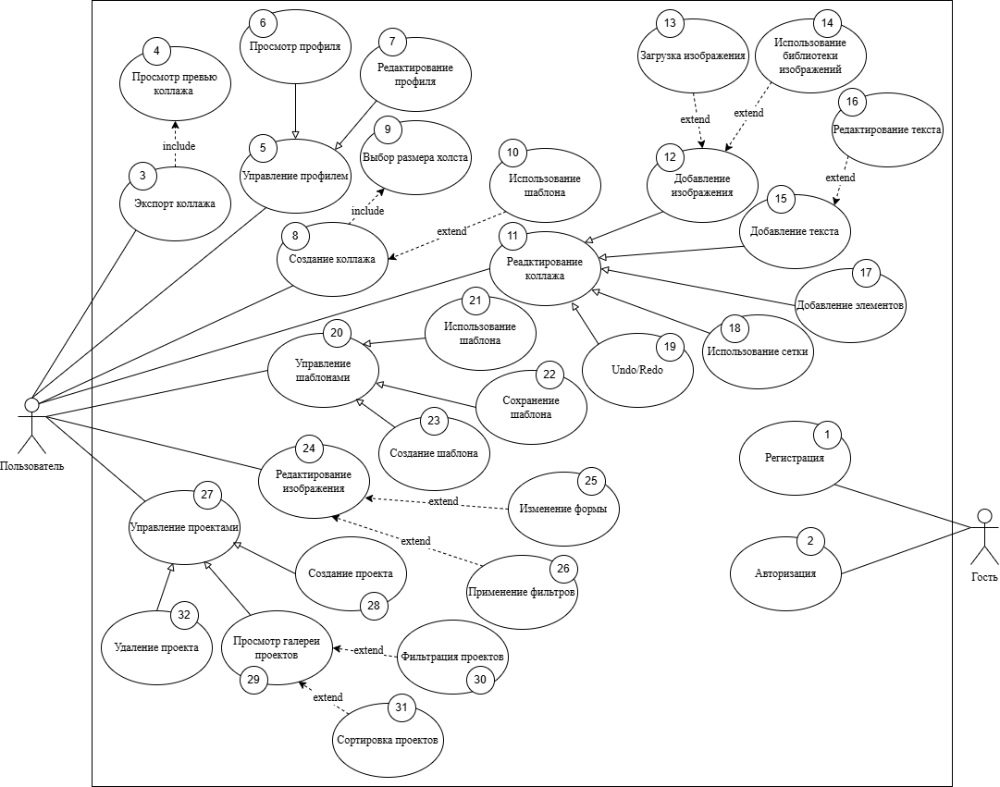 6
Просмотр профиля
7
Редактирование
профиля
4
Просмотр превью
коллажа
include
3
Экспорт коллажа
5
Управление профилем
9
Выбор размера холста
include
8
Создание коллажа
10
Использование
шаблона
extend
11
Реадктирование
коллажа
13
Загрузка изображения
14
Использование
библиотеки
изображений
extend
extend
12
Добавление
изображения
16
Редактирование текста
extend
15
Добавление текста
17
Добавление элементов
18
Использование сетки
19
Undo/Redo
20
Управление
шаблонами
21
Использование
шаблона
22
Сохранение
шаблона
23
Создание шаблона
Пользователь
24
Редактирование
изображения
extend
25
Изменение формы
extend
26
Применение фильтров
27
Управление проектами
Создание проекта
28
32
Удаление проекта
Просмотр галереи
проектов
29
extend
Фильтрация проектов
30
extend
31
Сортировка проектов
1
Регистрация
2
Авторизация
Гость